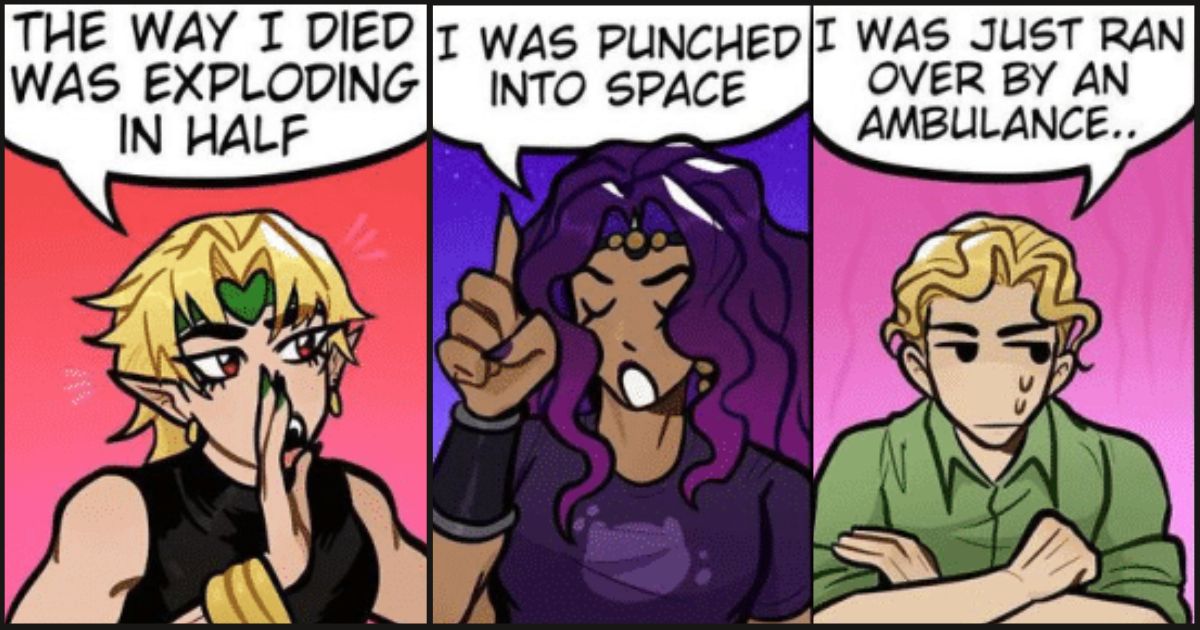 THE WAY I DIED
WAS EXPLODING
IN HALF
I WAS PUNCHED
INTO SPACE
I WAS JUST RAN
OVER BY AN
AMBULANCE..